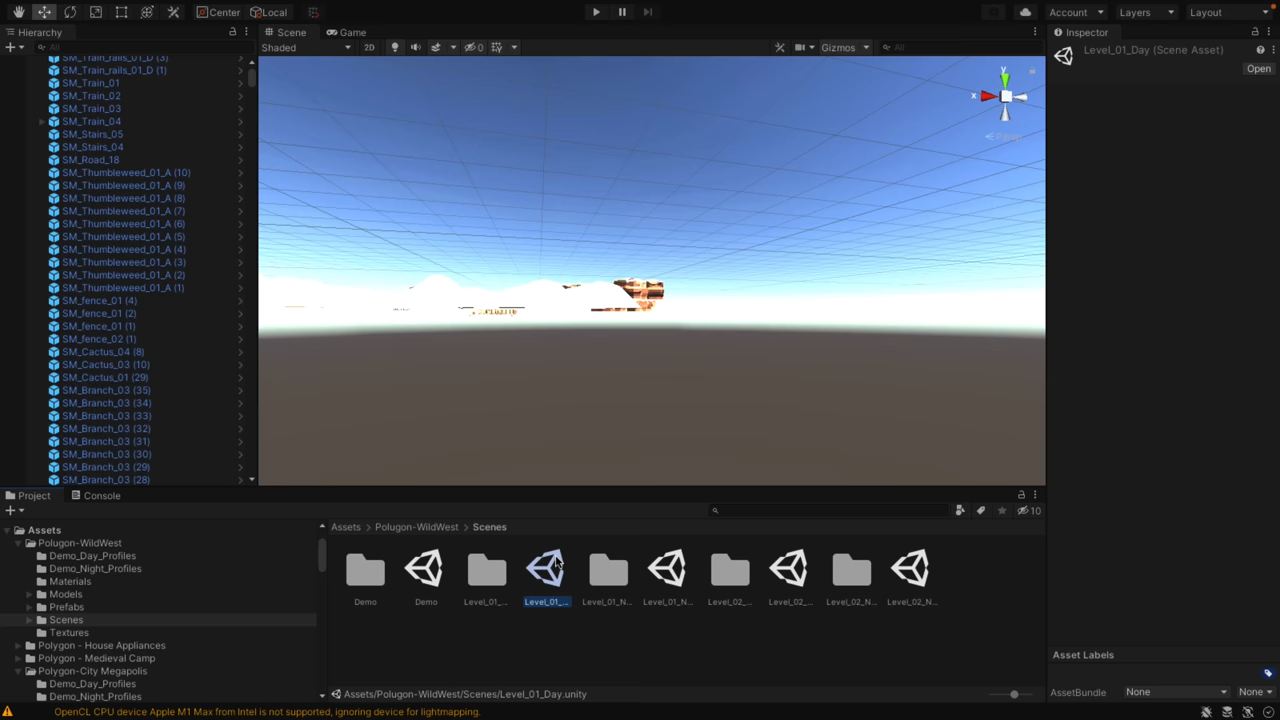 Center
Local
Account
Layers
Layout
Hierarchy
Scene
Game
Inspector
All
Shaded
2D
0
Gizmos
All
Level_01_Day (Scene Asset)
Open
SM_Train_rails_01_D (3)
SM_Train_rails_01_D (1)
SM_Train_01
SM_Train_02
SM_Train_03
SM_Train_04
SM_Stairs_05
SM_Stairs_04
SM_Road_18
SM_Thumbleweed_01_A (10)
SM_Thumbleweed_01_A (9)
SM_Thumbleweed_01_A (8)
SM_Thumbleweed_01_A (7)
SM_Thumbleweed_01_A (6)
SM_Thumbleweed_01_A (5)
SM_Thumbleweed_01_A (4)
SM_Thumbleweed_01_A (3)
SM_Thumbleweed_01_A (2)
SM_Thumbleweed_01_A (1)
SM_fence_01 (4)
SM_fence_01 (2)
SM_fence_01 (1)
SM_fence_02 (1)
SM_Cactus_04 (8)
SM_Cactus_03 (10)
SM_Cactus_01 (29)
SM_Branch_03 (35)
SM_Branch_03 (34)
SM_Branch_03 (33)
SM_Branch_03 (32)
SM_Branch_03 (31)
SM_Branch_03 (30)
SM_Branch_03 (29)
SM_Branch_03 (28)
y
x
Project
Console
10
Assets
Polugon-WildWest
Demo_Day_Profiles
Demo_Night_Profiles
Materials
Models
Prefabs
Scenes
Textures
Polygon - House Appliances
Polygon - Medieval Camp
Polygon-City Megapolis
Demo_Day_Profiles
Demo_Night_Profiles
Assets > Polugon-WildWest > Scenes
Demo
Demo
Level_01_...
Level_01_...
Level_01_N...
Level_01_N...
Level_02_...
Level_02_...
Level_02_N...
Level_02_N...
Assets/Polugon-WildWest/Scenes/Level_01_Day.unity
Asset Labels
AssetBundle
None
None
OpenCL CPU device Apple M1 Max from Intel is not supported, ignoring device for lightmapping.